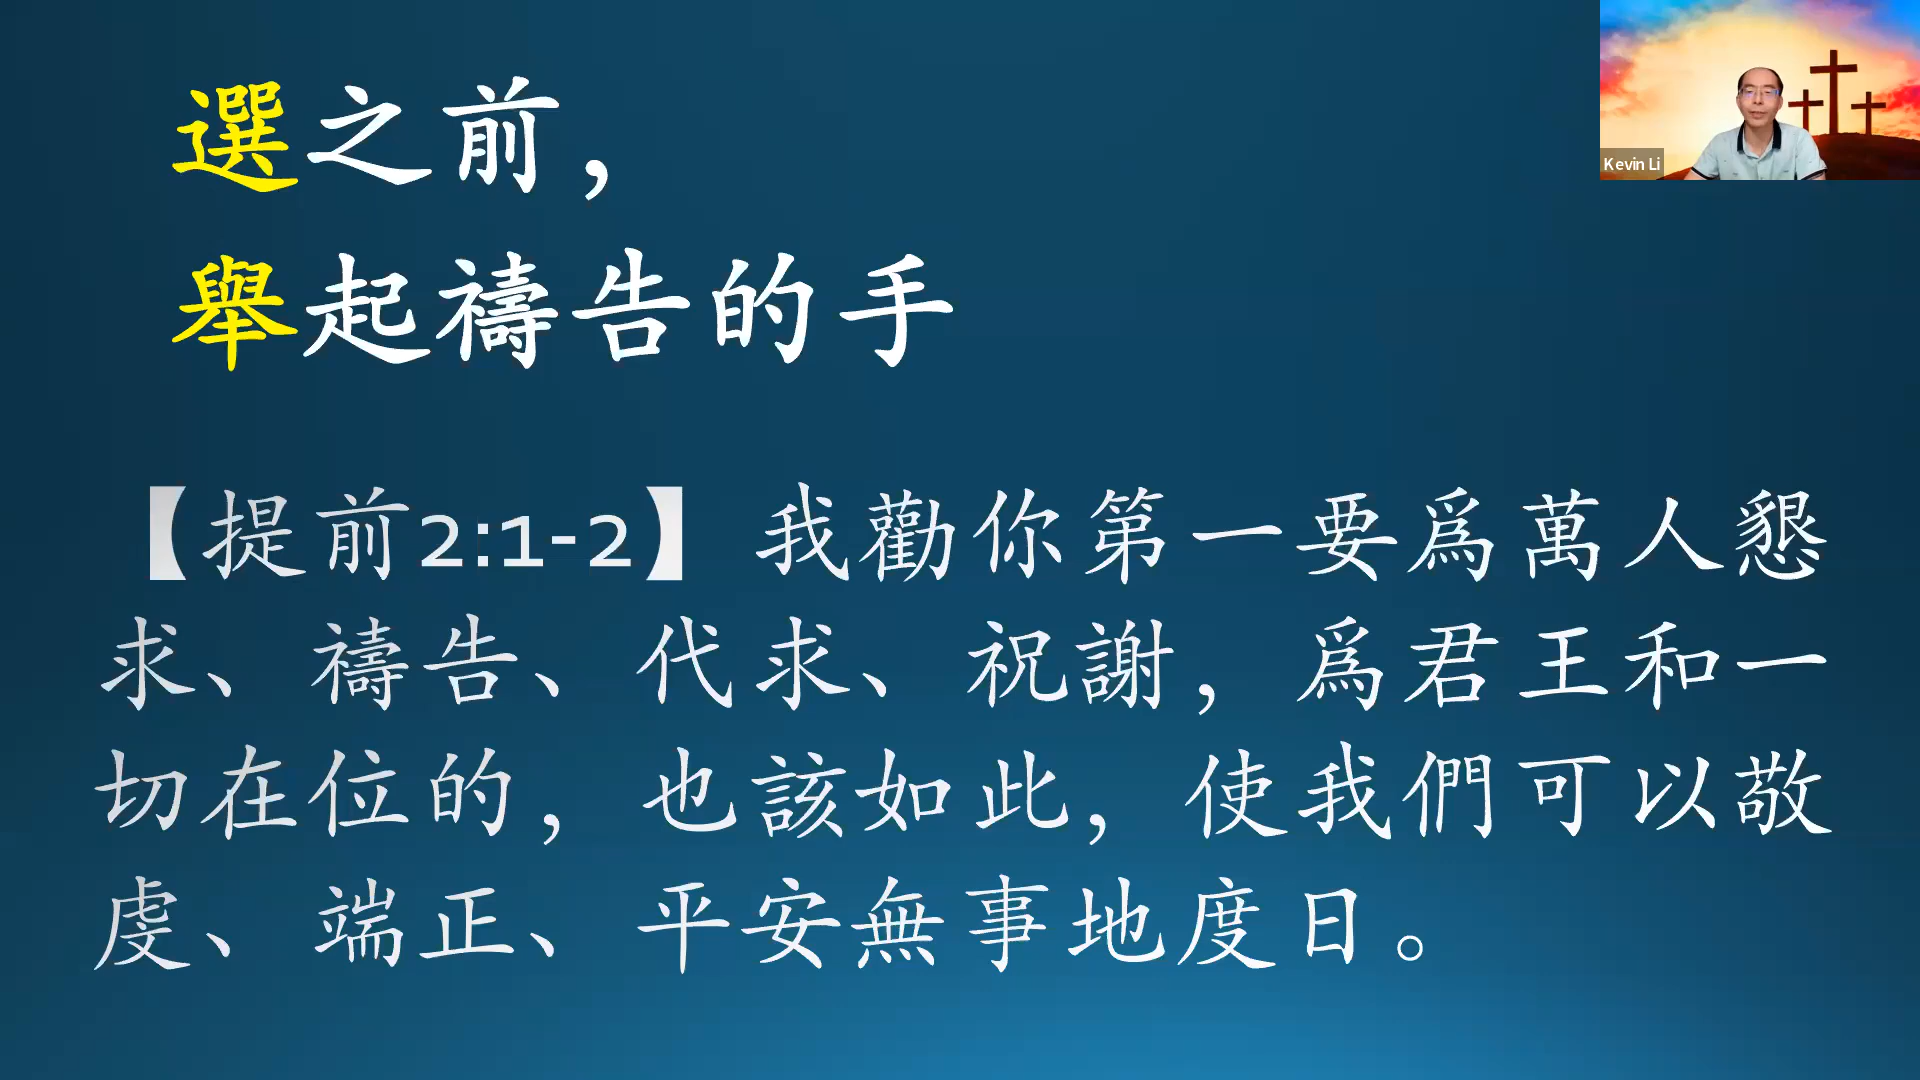 選之前，
舉起禱告的手
Kevin Li
【提前2:1-2】 我勸你第一要爲萬人懇
求、禱告、代求、祝謝，爲君王和一
切在位的，也該如此，使我們可以敬
虔、端正、平安無事地度日。